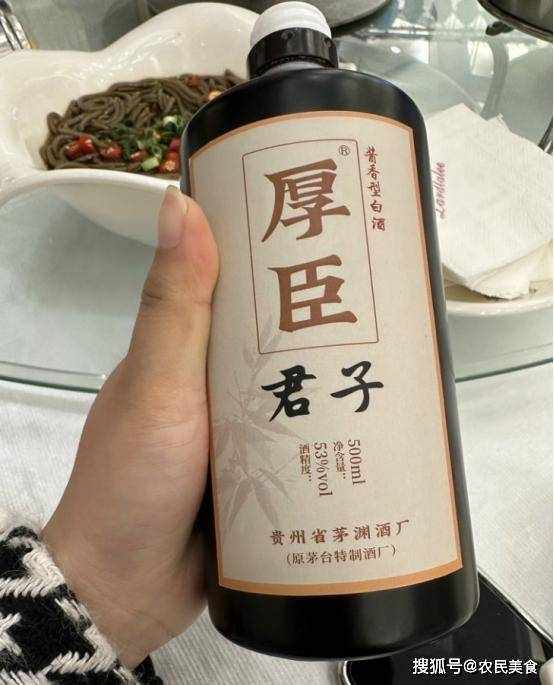 厚臣®
酱香型白酒
君子
净含量:500ml
酒精度:53%vol
贵州省茅渊酒厂
(原茅台特制酒厂)
Landialee
搜狐号@农民美食